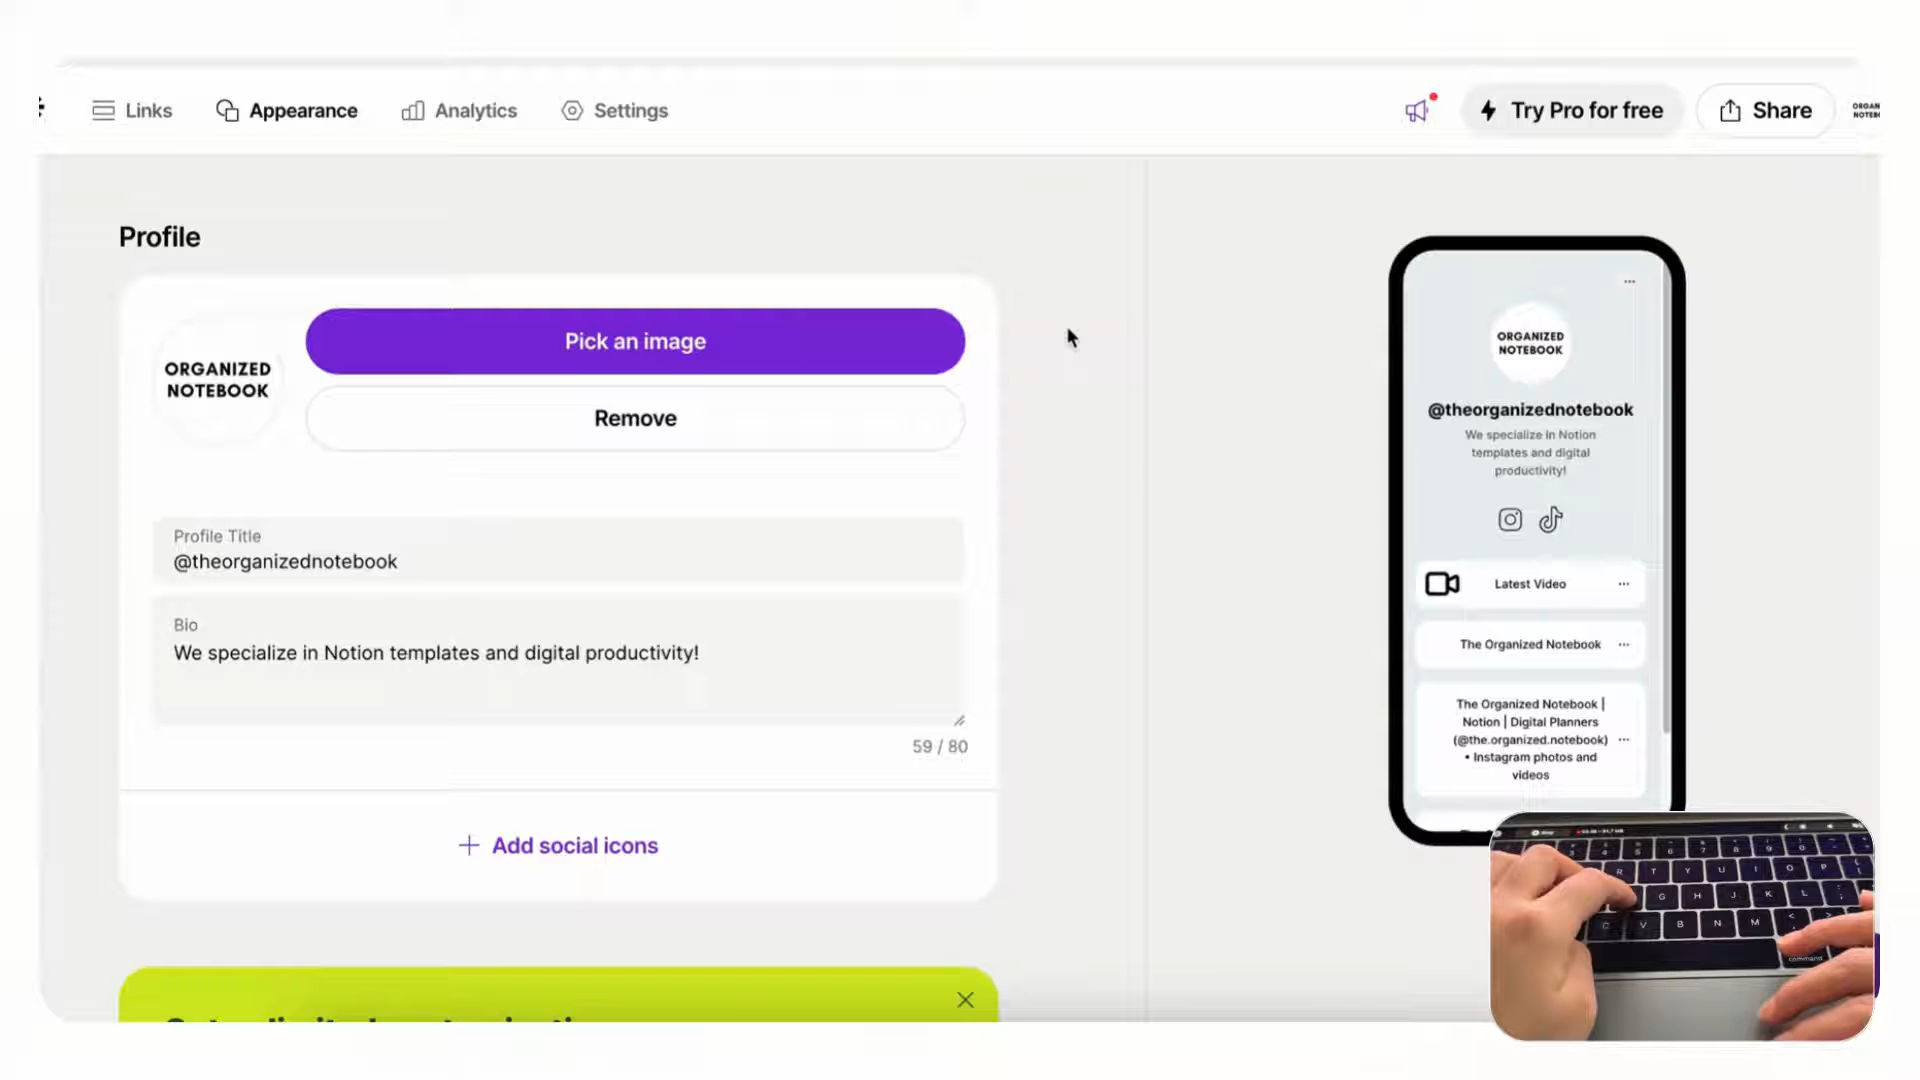 Links
Appearance
Analytics
Settings
Try Pro for free
Share
ORGAN
NOTEB
Profile
ORGANIZED
NOTEBOOK
Pick an image
Remove
Profile Title
@theorganizednotebook
Bio
We specialize in Notion templates and digital productivity!
59 / 80
Add social icons
ORGANIZED
NOTEBOOK
@theorganizednotebook
We specialize in Notion
templates and digital
productivity!
Latest Video
The Organized Notebook
The Organized Notebook |
Notion | Digital Planners
(@the.organized.notebook)
• Instagram photos and
videos
R T Y U I O P
G H J K L
C V B N M
command